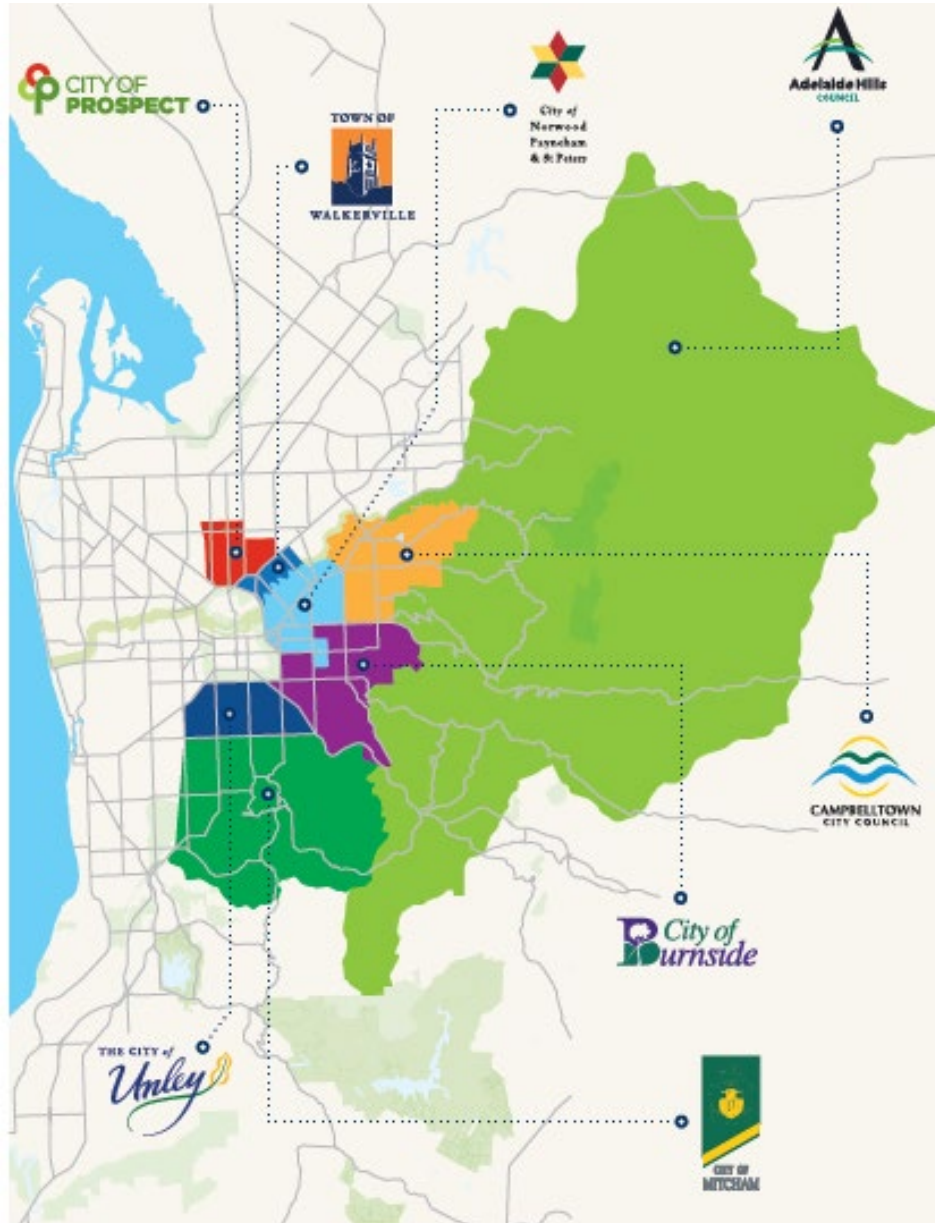 CITY OF
PROSPECT
TOWN OF
WALKERVILLE
City of
Norwood
Payneham
& St Peters
Adelaide Hills
COUNCIL
CAMPBELLTOWN
CITY COUNCIL
City of
Burnside
THE CITY of
Unley
CITY OF
MITCHAM